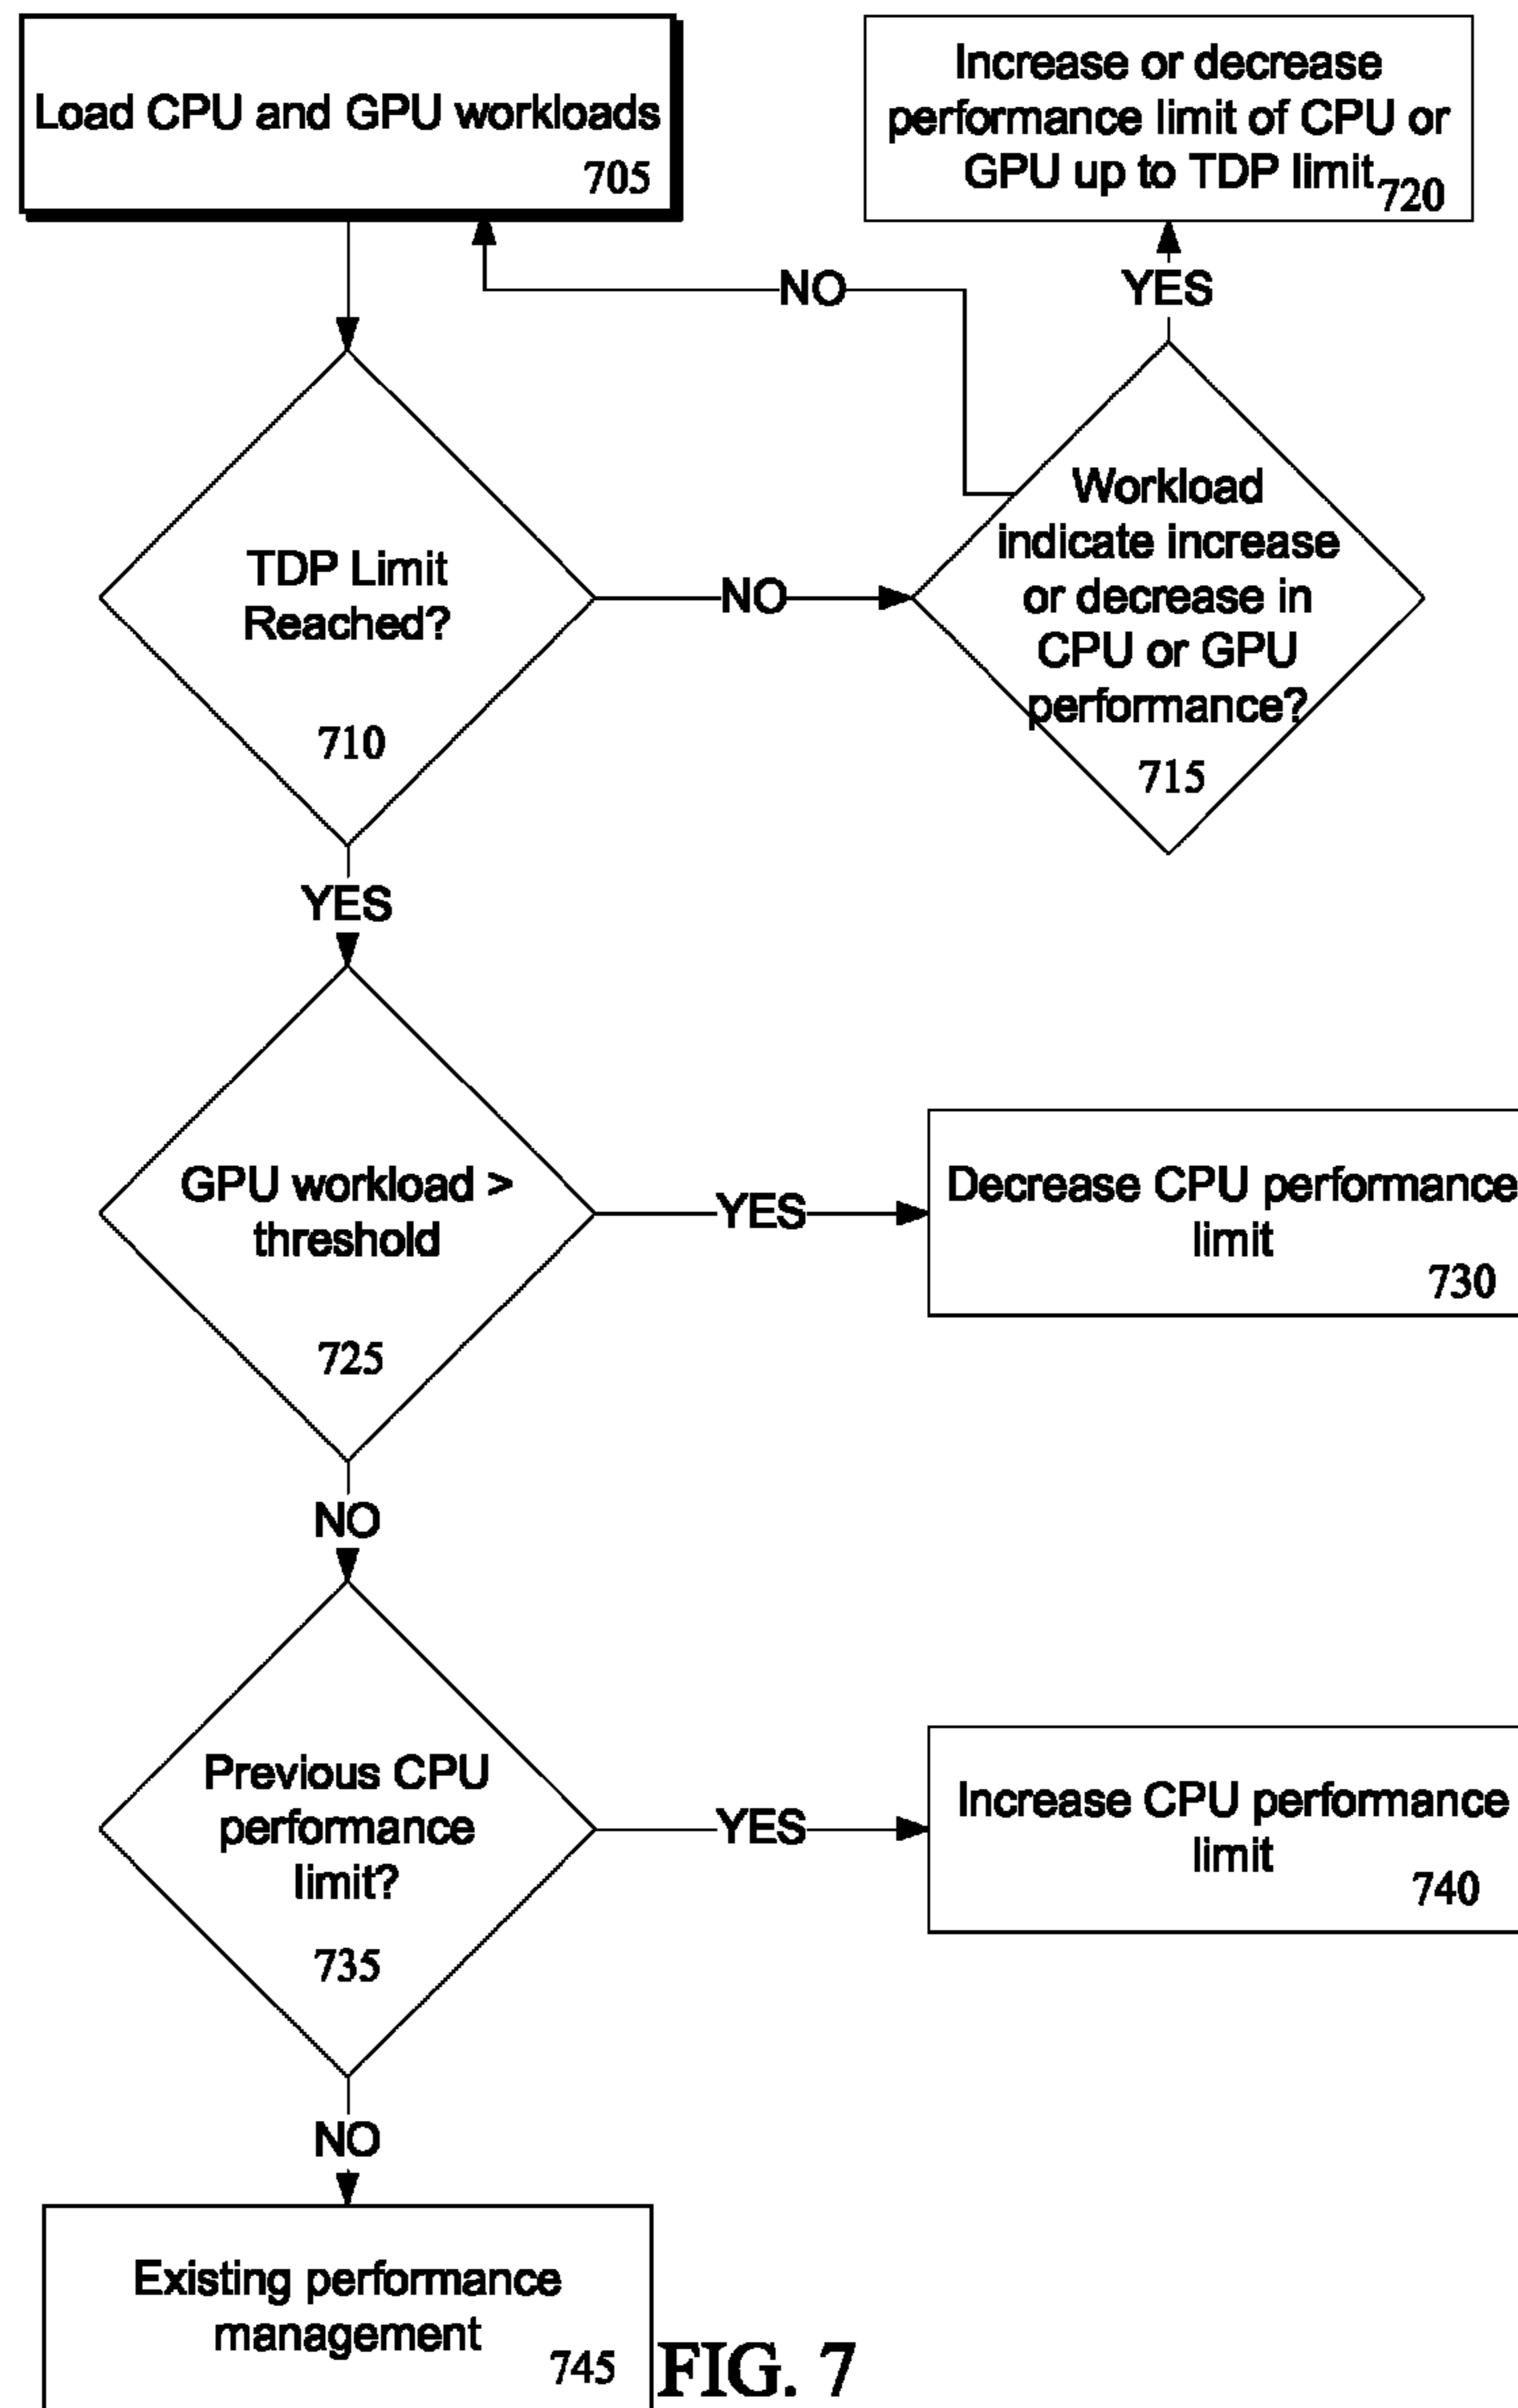 Load CPU and GPU workloads
705
Increase or decrease
performance limit of CPU or
GPU up to TDP limit
720
NO
YES
TDP Limit
Reached?
710
NO
Workload
indicate increase
or decrease in
CPU or GPU
performance?
715
YES
GPU workload >
threshold
725
YES
Decrease CPU performance
limit
730
NO
Previous CPU
performance
limit?
735
YES
Increase CPU performance
limit
740
NO
Existing performance
management
745
FIG. 7